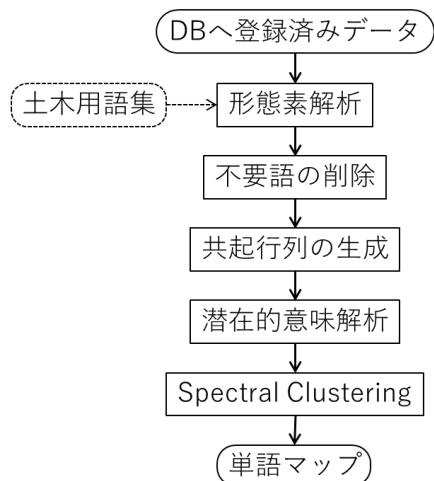 DBへ登録済みデータ
土木用語集
形態素解析
不要語の削除
共起行列の生成
潜在的意味解析
Spectral Clustering
単語マップ